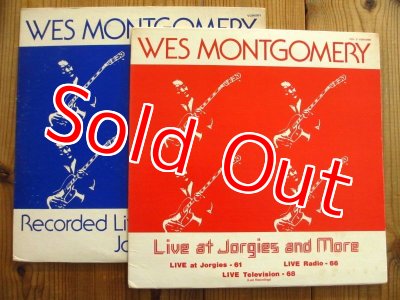 WES MONTGOMERY
Recorded Li
Jo
WES MONTGOMERY
Sold Out
Live at Jorgies and More
LIVE at Jorgies - 61
LIVE Radio - 66
LIVE Television - 68